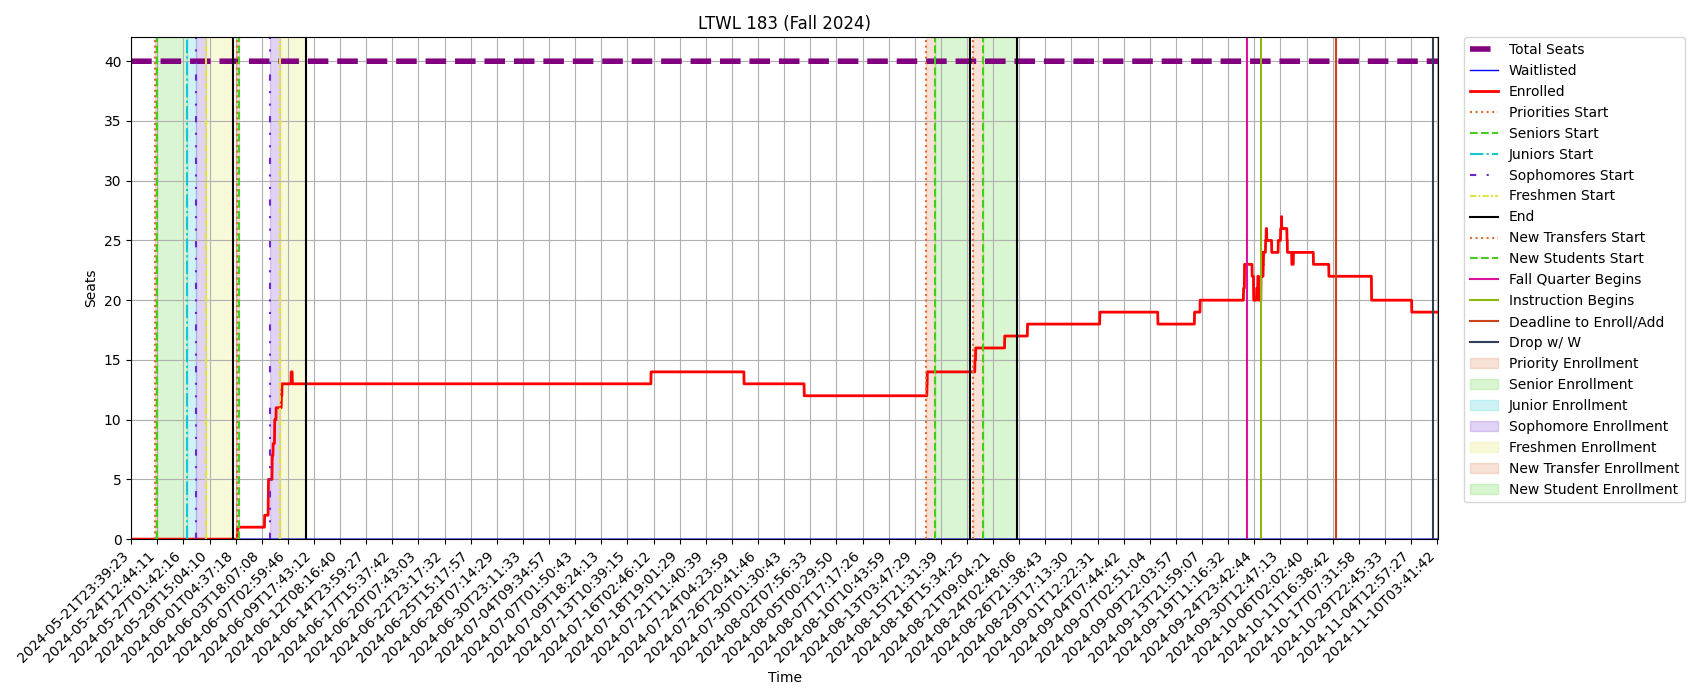 LTWL 183 (Fall 2024)
Seats
40
35
30
25
20
15
10
5
0
2024-05-21T23:39:23
2024-05-24T12:44:11
2024-05-27T01:42:16
2024-05-29T15:04:10
2024-06-01T04:37:18
2024-06-03T18:07:08
2024-06-07T02:59:46
2024-06-09T17:43:12
2024-06-12T08:16:40
2024-06-14T23:59:27
2024-06-17T15:37:42
2024-06-20T07:43:03
2024-06-22T23:17:32
2024-06-25T15:17:57
2024-06-28T07:14:29
2024-06-30T23:11:33
2024-07-04T09:34:57
2024-07-07T01:50:43
2024-07-09T18:24:13
2024-07-13T10:39:15
2024-07-16T02:46:12
2024-07-18T19:01:29
2024-07-21T11:40:39
2024-07-24T04:23:59
2024-07-26T20:41:46
2024-07-30T01:30:43
2024-08-02T07:56:33
2024-08-05T00:29:50
2024-08-07T17:17:26
2024-08-10T10:43:59
2024-08-13T03:47:29
2024-08-15T21:31:39
2024-08-18T15:34:25
2024-08-21T09:04:21
2024-08-24T02:48:06
2024-08-26T21:38:43
2024-08-29T17:13:30
2024-09-01T12:22:31
2024-09-04T07:44:42
2024-09-07T02:51:04
2024-09-09T22:03:57
2024-09-13T21:59:07
2024-09-19T11:16:32
2024-09-24T23:42:44
2024-09-30T12:47:13
2024-10-06T02:02:40
2024-10-11T16:38:42
2024-10-17T07:31:58
2024-10-29T22:45:33
2024-11-04T12:57:27
2024-11-10T03:41:42
Time
Total Seats
Waitlisted
Enrolled
Priorities Start
Seniors Start
Juniors Start
Sophomores Start
Freshmen Start
End
New Transfers Start
New Students Start
Fall Quarter Begins
Instruction Begins
Deadline to Enroll/Add
Drop w/ W
Priority Enrollment
Senior Enrollment
Junior Enrollment
Sophomore Enrollment
Freshmen Enrollment
New Transfer Enrollment
New Student Enrollment